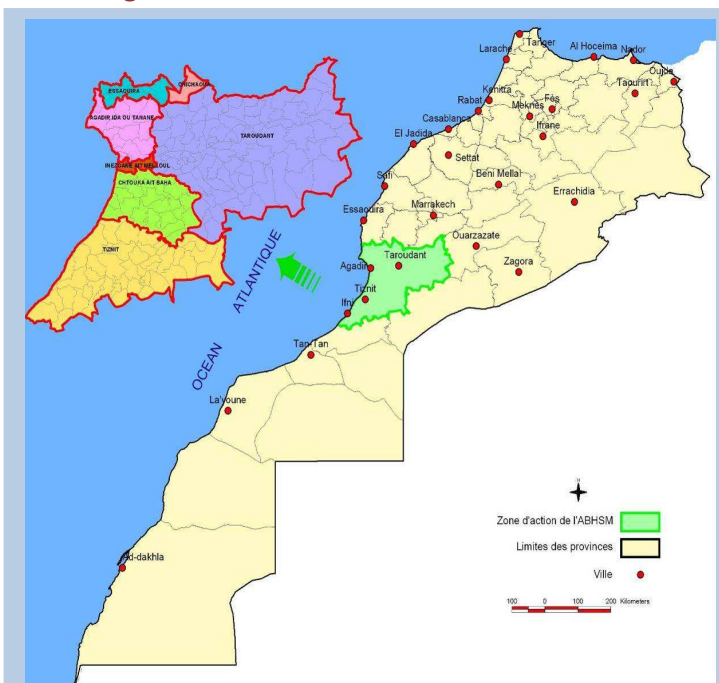 ESSAOUIRA
CHICHAOUA
AGADIR IDA OU TANANE
TAROUDANT
INEZGANE AIT MELLOUL
CHTOUKA AIT BAHA
TIZNIT
OCEAN ATLANTIQUE
Tanger
Larache
Al Hoceima
Nador
Oujda
Kenitra
Taourirt
Rabat
Meknès
Fès
Casablanca
Ifrane
El Jadida
Settat
Safi
Beni Mellal
Errachidia
Essaouira
Marrakech
Ouarzazate
Agadir
Taroudant
Zagora
Tiznit
Ifni
Tan-Tan
La'youne
Ad-dakhla
N
Zone d'action de l'ABHSM
Limites des provinces
Ville
100 0 100 200 Kilometers